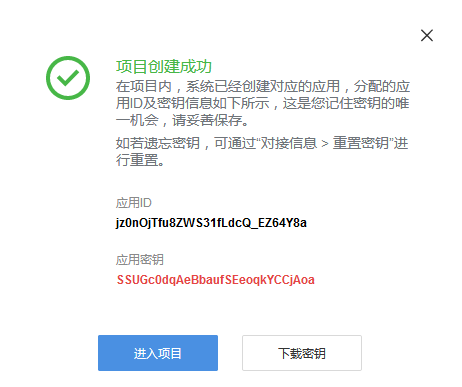 项目创建成功
在项目内，系统已经创建对应的应用，分配的应
用ID及密钥信息如下所示，这是您记住密钥的唯
一机会，请妥善保存。
如若遗忘密钥，可通过“对接信息 > 重置密钥”进
行重置。
应用ID
jz0nOjTfu8ZWS31fLdcQ_EZ64Y8a
应用密钥
SSUGc0dqAeBbaufSEeoqkYCCjAoa
进入项目
下载密钥